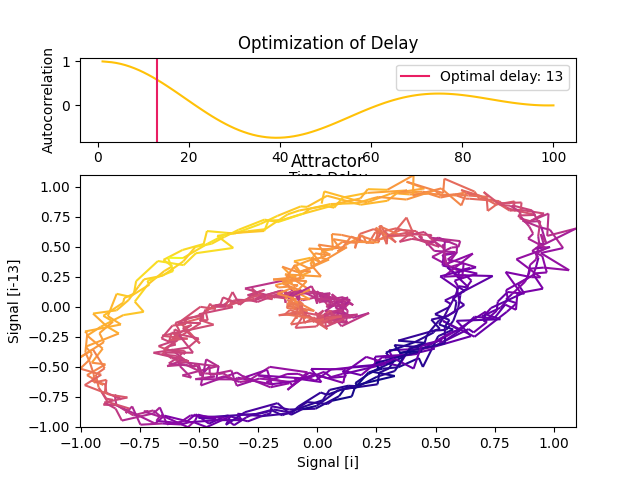 Optimization of Delay
Autocorrelation
1
0
Optimal delay: 13
0 20 40 60 80 100
Attractor
Signal [i-13]
1.00
0.75
0.50
0.25
0.00
−0.25
−0.50
−0.75
−1.00
−1.00 −0.75 −0.50 −0.25 0.00 0.25 0.50 0.75 1.00
Signal [i]